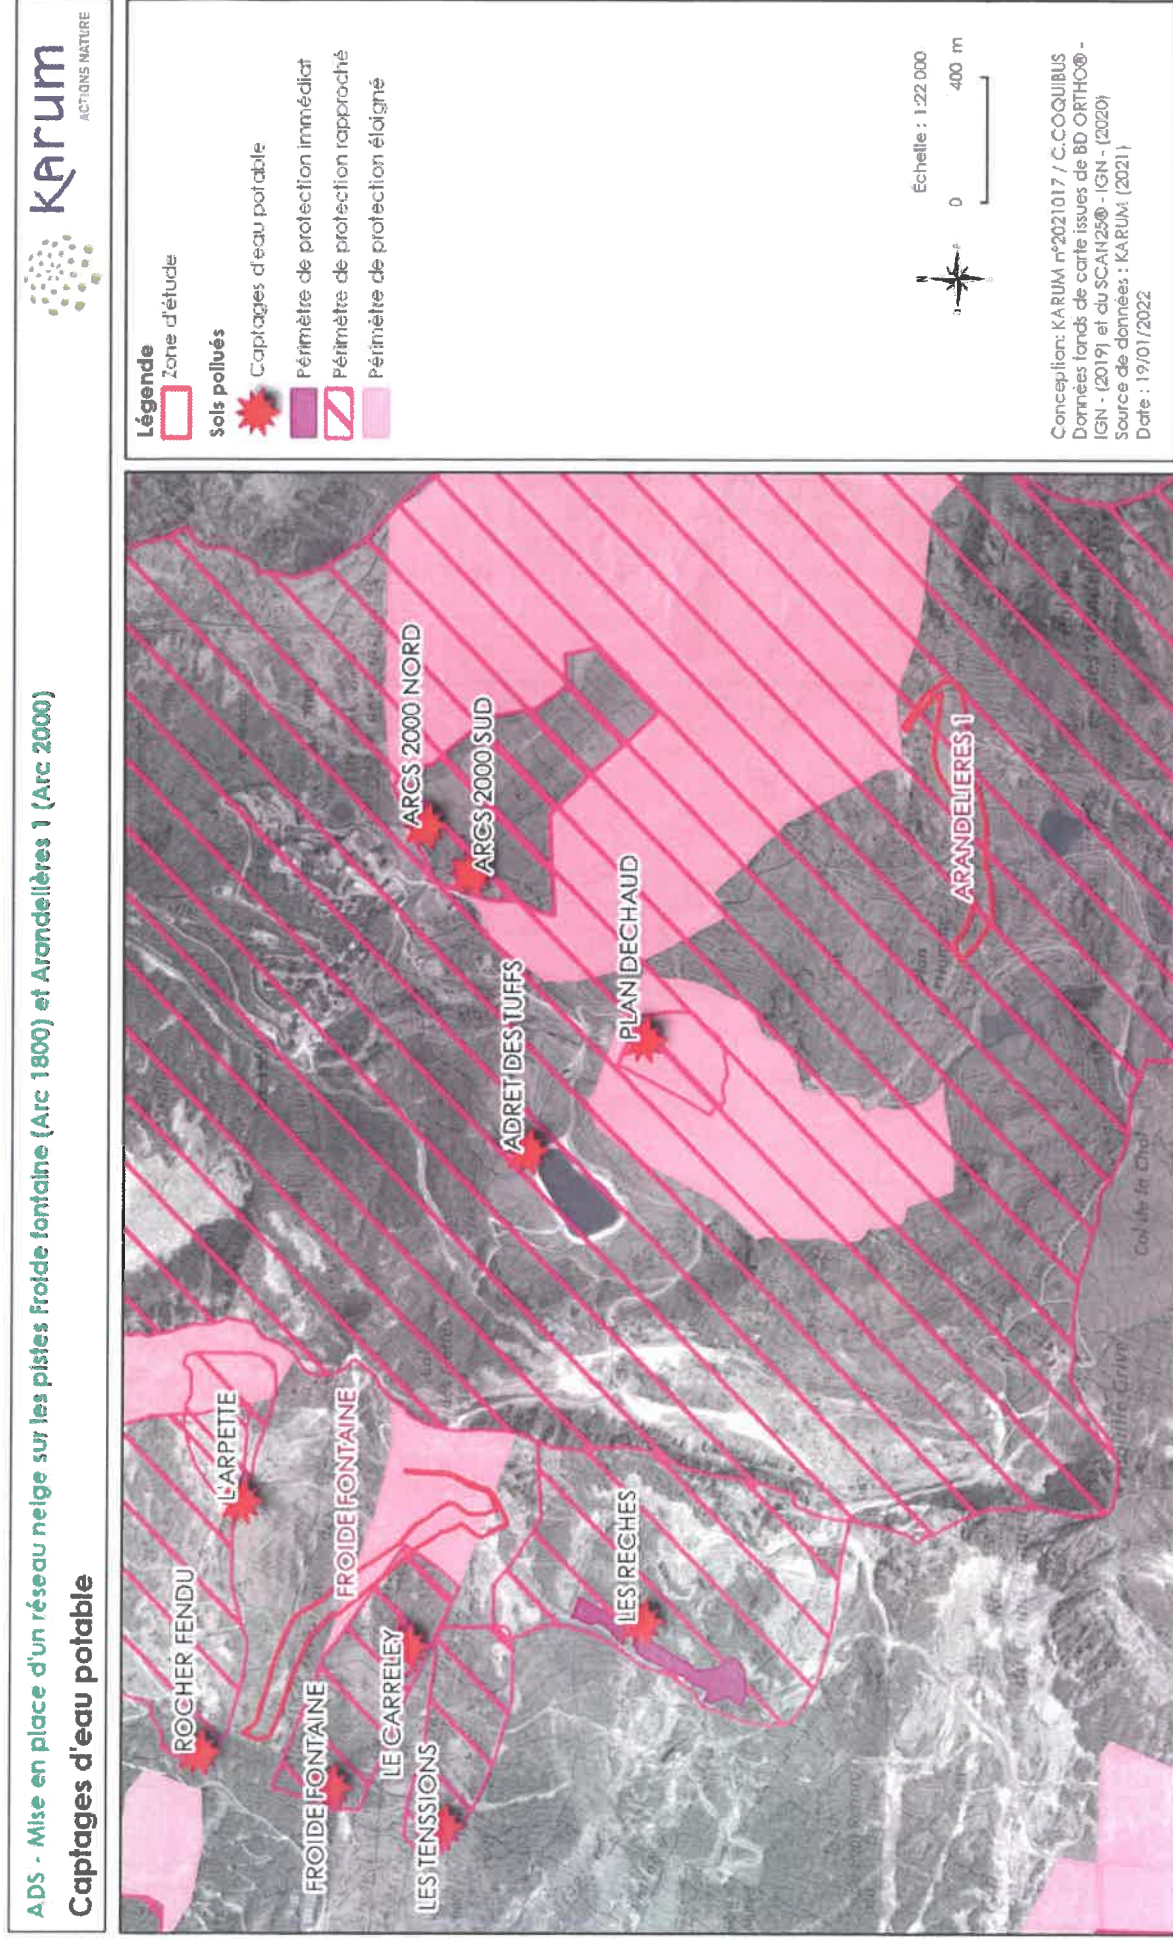 ADS - Mise en place d'un réseau neige sur les pistes Froide fontaine (Arc 1800) et Arandelières 1 (Arc 2000)
Captages d'eau potable
Karum
ACTIONS NATURE
Légende
Zone d'étude
Sols pollués
Captages d'eau potable
Périmètre de protection immédiat
Périmètre de protection rapproché
Périmètre de protection éloigné
Échelle : 1:22 000
N
0 400 m
Conception: KARUM n°2021017 / C.COQUIBUS
Données fonds de carte issues de BD ORTHO® -
IGN - (2019) et du SCAN25® - IGN - (2020)
Source de données : KARUM (2021)
Date : 19/01/2022
ROCHER FENDU
L'ARPETTE
FROIDE FONTAINE
FROIDE FONTAINE
LE CARRELEY
LES TENSSIONS
LES RECHES
ADRET DES TUFFS
PLAN DECHAUD
ARCS 2000 NORD
ARCS 2000 SUD
ARANDELIERES 1
Col de la Chal
Aiguille Grive